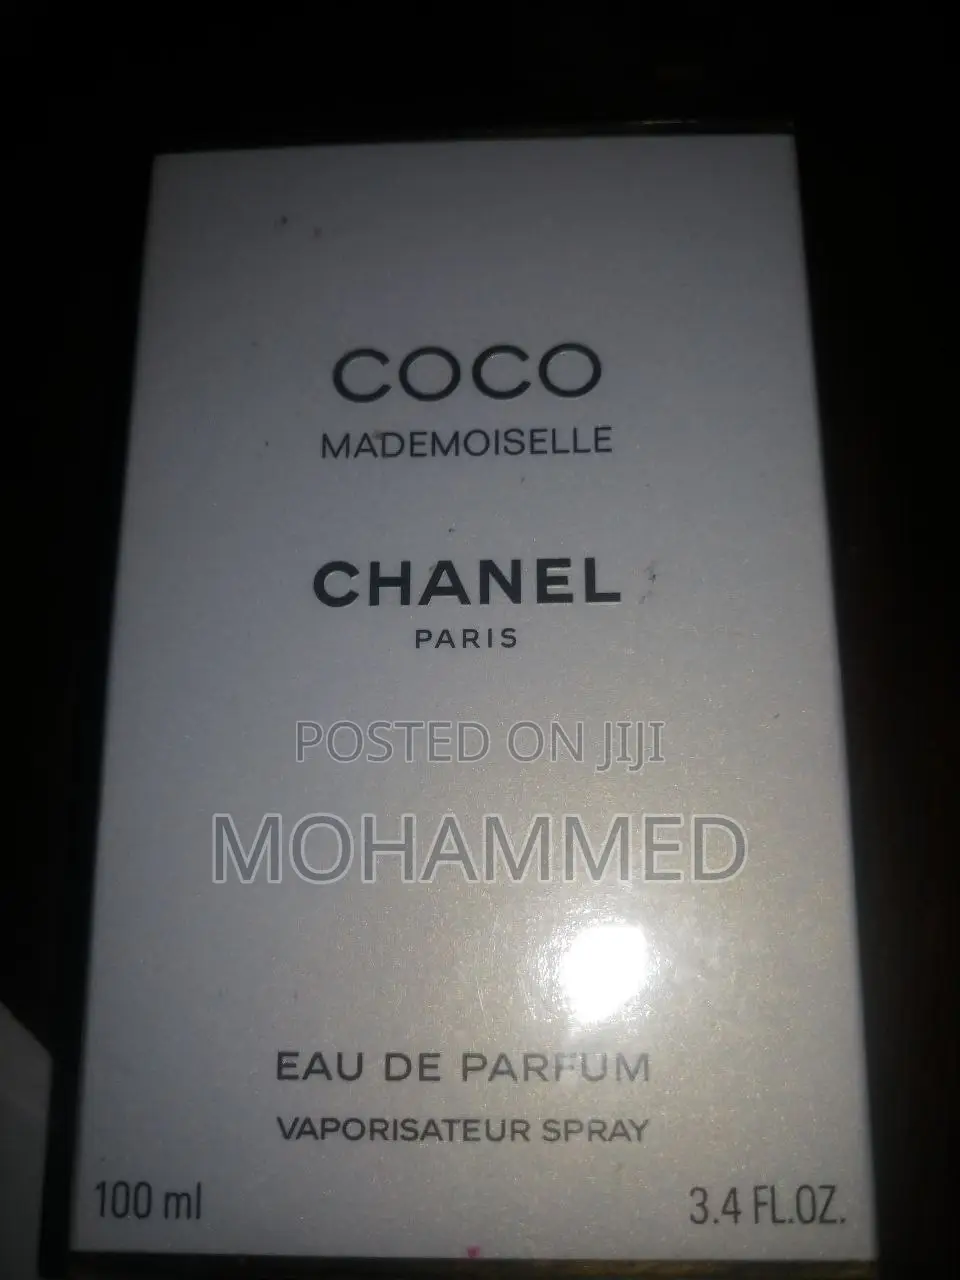 COCO
MADEMOISELLE
CHANEL
PARIS
POSTED ON JIJI
MOHAMMED
EAU DE PARFUM
VAPORISATEUR SPRAY
100 ml 3.4 FL.OZ.